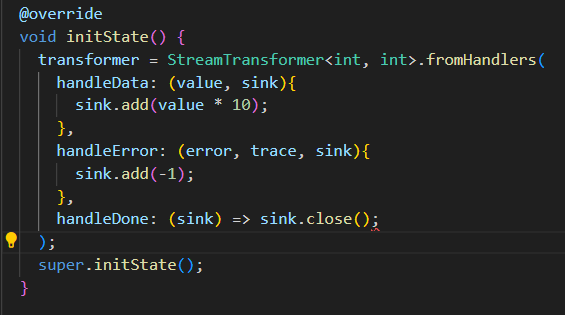 @override
void initState() {
  transformer = StreamTransformer<int, int>.fromHandlers(
    handleData: (value, sink){
      sink.add(value * 10);
    },
    handleError: (error, trace, sink){
      sink.add(-1);
    },
    handleDone: (sink) => sink.close();
  );
  super.initState();
}